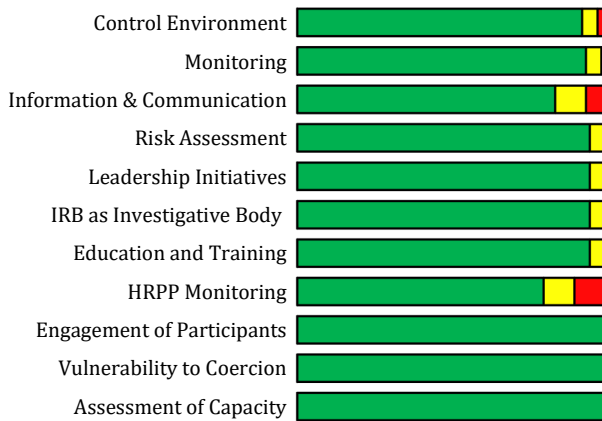 Control Environment
Monitoring
Information & Communication
Risk Assessment
Leadership Initiatives
IRB as Investigative Body
Education and Training
HRPP Monitoring
Engagement of Participants
Vulnerability to Coercion
Assessment of Capacity